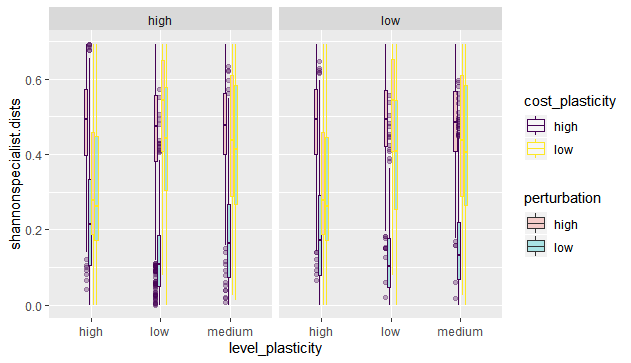 high
low
shannonspecialist.dists
0.6
0.4
0.2
0.0
high
low
medium
high
low
medium
level_plasticity
cost_plasticity
high
low
perturbation
high
low